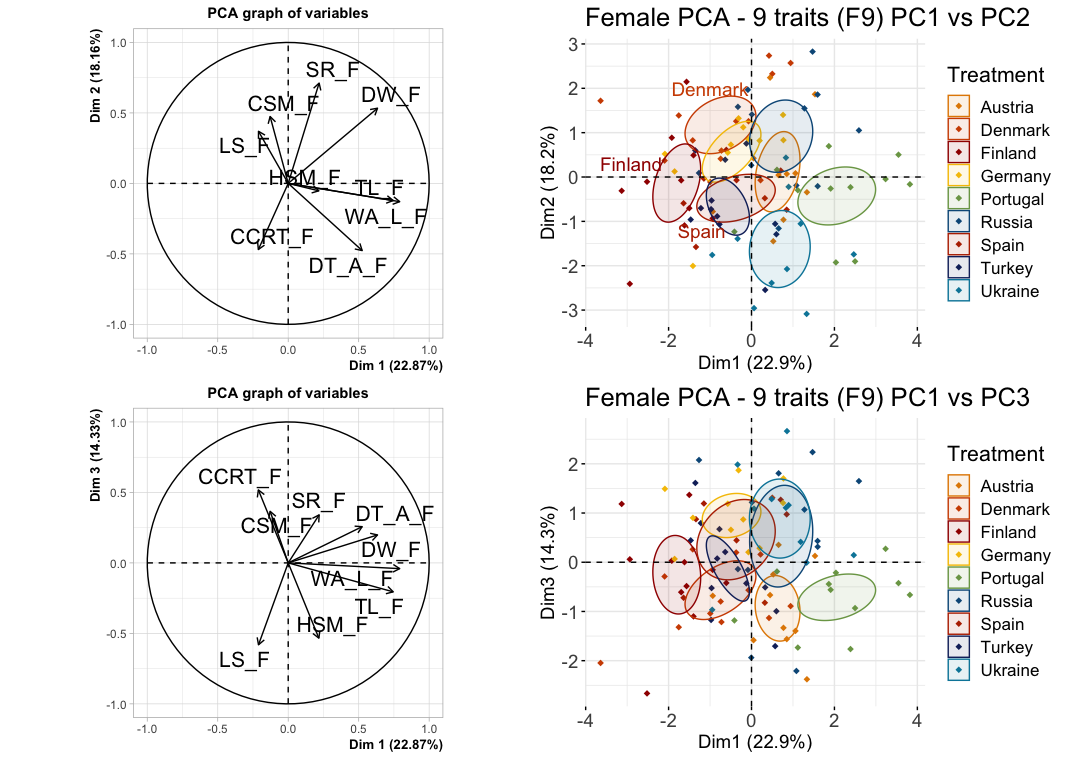 PCA graph of variables
Dim 2 (18.16%)
1.0
0.5
0.0
-0.5
-1.0
SR_F
DW_F
CSM_F
LS_F
HSM_F
TL_F
WA_L_F
CCRT_F
DT_A_F
-1.0 -0.5 0.0 0.5 1.0
Dim 1 (22.87%)
Female PCA - 9 traits (F9) PC1 vs PC2
Dim2 (18.2%)
3
2
1
0
-1
-2
-3
Denmark
Finland
Spain
-4 -2 0 2 4
Dim1 (22.9%)
Treatment
Austria
Denmark
Finland
Germany
Portugal
Russia
Spain
Turkey
Ukraine
PCA graph of variables
Dim 3 (14.33%)
1.0
0.5
0.0
-0.5
-1.0
CCRT_F
SR_F
CSM_F
DT_A_F
DW_F
WA_L_F
TL_F
HSM_F
LS_F
-1.0 -0.5 0.0 0.5 1.0
Dim 1 (22.87%)
Female PCA - 9 traits (F9) PC1 vs PC3
Dim3 (14.3%)
2
1
0
-1
-2
-4 -2 0 2 4
Dim1 (22.9%)
Treatment
Austria
Denmark
Finland
Germany
Portugal
Russia
Spain
Turkey
Ukraine